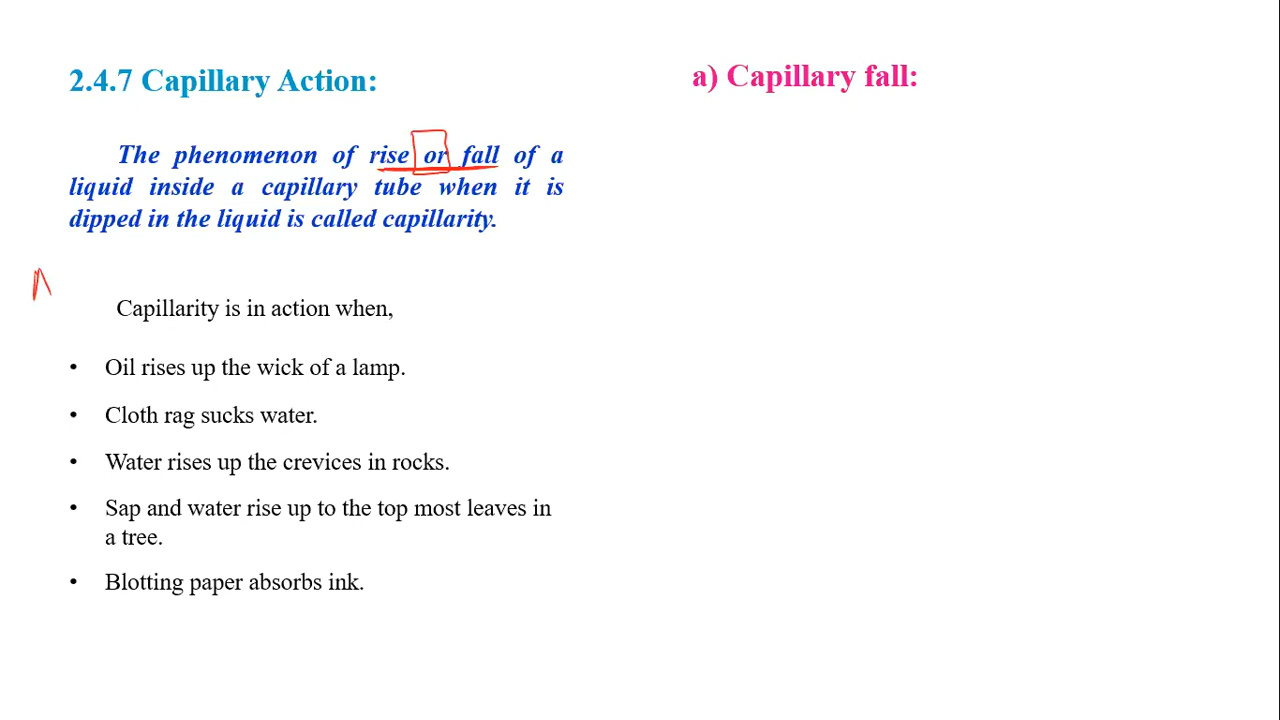 2.4.7 Capillary Action:
The phenomenon of rise or fall of a
liquid inside a capillary tube when it is
dipped in the liquid is called capillarity.
Capillarity is in action when,
• Oil rises up the wick of a lamp.
• Cloth rag sucks water.
• Water rises up the crevices in rocks.
• Sap and water rise up to the top most leaves in
a tree.
• Blotting paper absorbs ink.
a) Capillary fall: